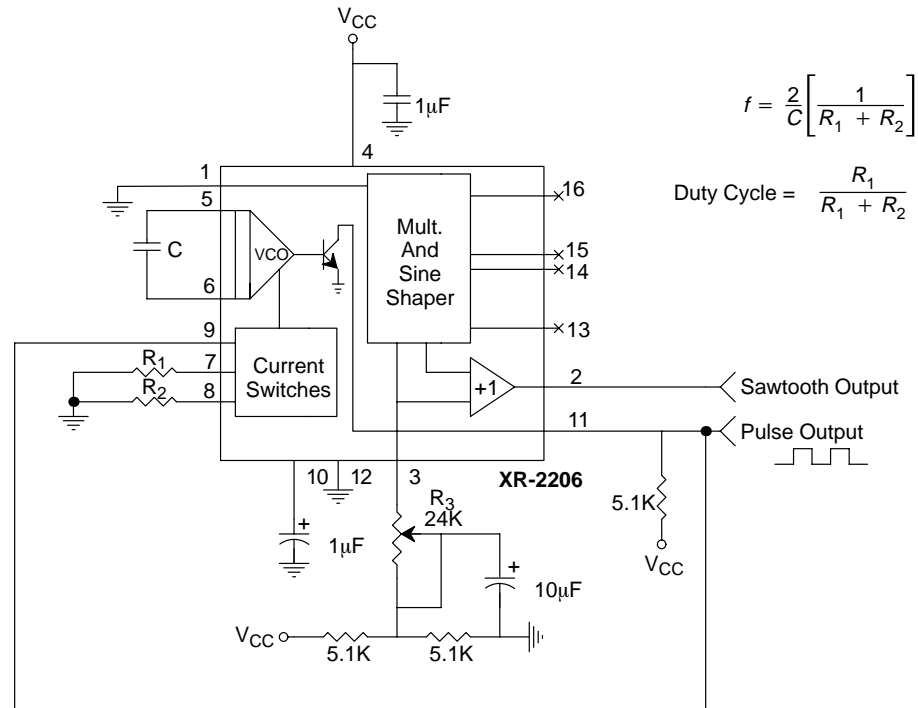 VCC
1µF
4
1
16
5
Mult.
And
Sine
Shaper
VCO
C
15
14
6
13
9
R1
7
Current
Switches
R2
8
+1
2
Sawtooth Output
11
Pulse Output
10
12
3
XR-2206
R3
24K
5.1K
1µF
VCC
10µF
VCC
5.1K
5.1K
f = 2/C [ 1 / (R1 + R2) ]
Duty Cycle = R1 / (R1 + R2)